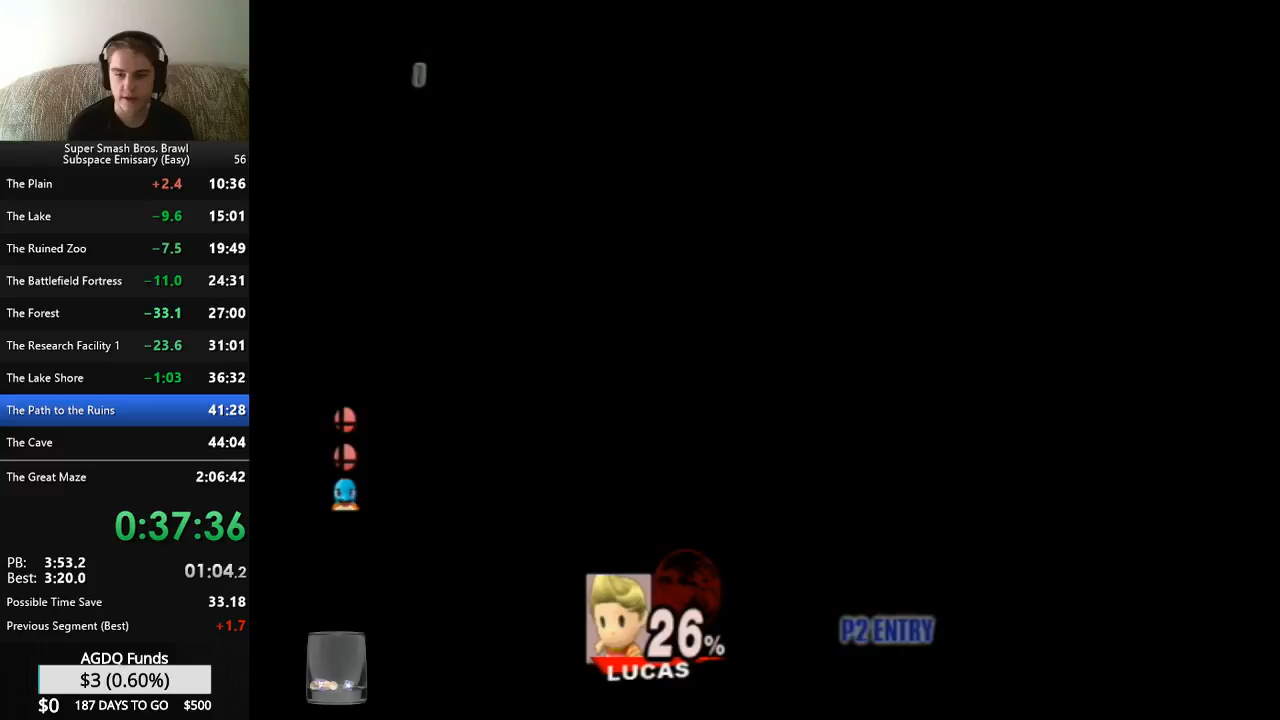 0
Super Smash Bros. Brawl
Subspace Emissary (Easy) 56
The Plain +2.4 10:36
The Lake −9.6 15:01
The Ruined Zoo −7.5 19:49
The Battlefield Fortress −11.0 24:31
The Forest −33.1 27:00
The Research Facility 1 −23.6 31:01
The Lake Shore −1:03 36:32
The Path to the Ruins 41:28
The Cave 44:04
The Great Maze 2:06:42
0:37:36
PB: 3:53.2
Best: 3:20.0
01:04.2
Possible Time Save 33.18
Previous Segment (Best) +1.7
AGDQ Funds
$3 (0.60%)
$0 187 DAYS TO GO $500
26%
LUCAS
P2 ENTRY